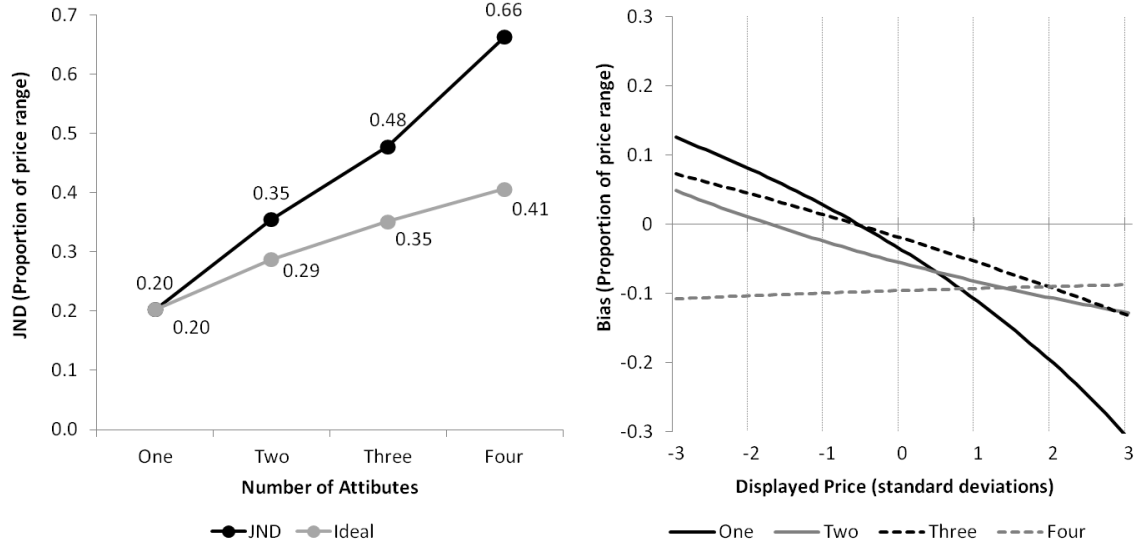 JND (Proportion of price range)
0.7
0.6
0.5
0.4
0.3
0.2
0.1
0.0
0.20
0.35
0.48
0.66
0.20
0.29
0.35
0.41
One Two Three Four
Number of Attibutes
JND Ideal
Bias (Proportion of price range)
0.3
0.2
0.1
0
-0.1
-0.2
-0.3
-3 -2 -1 0 1 2 3
Displayed Price (standard deviations)
One Two Three Four